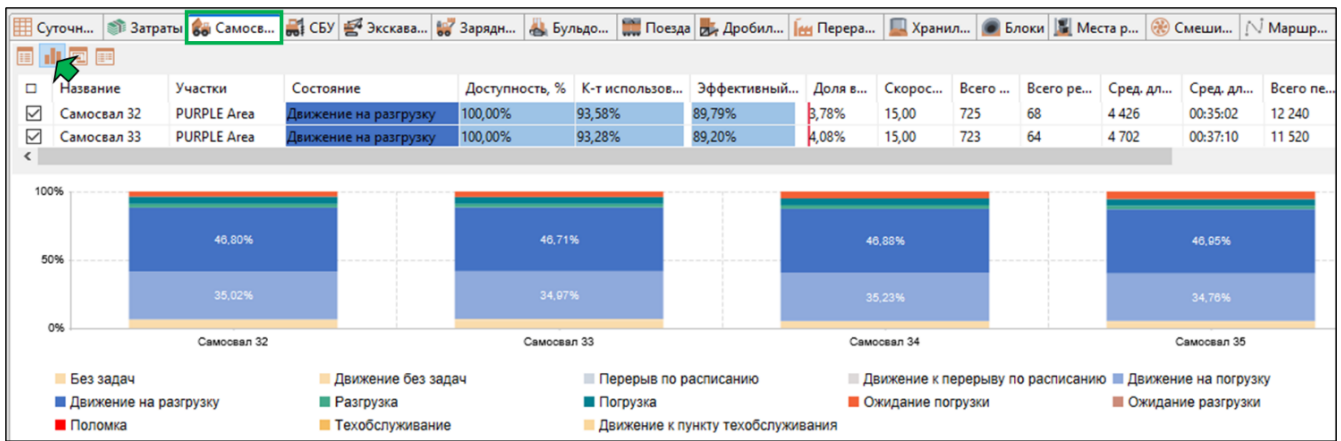 Суточн... Затраты Самосв... СБУ Экскава... Зарядн... Бульдо... Поезда Дробил... Перера... Хранил... Блоки Места р... Смеши... Маршр...
Название Участки Состояние Доступность, % К-т использов... Эффективный... Доля в... Скорос... Всего ... Всего ре... Сред. дл... Сред. дл... Всего пе...
Самосвал 32 PURPLE Area Движение на разгрузку 100,00% 93,58% 89,79% 3,78% 15,00 725 68 4 426 00:35:02 12 240
Самосвал 33 PURPLE Area Движение на разгрузку 100,00% 93,28% 89,20% 4,08% 15,00 723 64 4 702 00:37:10 11 520
100%
46,80% 46,71% 46,88% 46,95%
50%
35,02% 34,97% 35,23% 34,76%
0%
Самосвал 32 Самосвал 33 Самосвал 34 Самосвал 35
Без задач Движение без задач Перерыв по расписанию Движение к перерыву по расписанию Движение на погрузку
Движение на разгрузку Разгрузка Погрузка Ожидание погрузки Ожидание разгрузки
Поломка Техобслуживание Движение к пункту техобслуживания